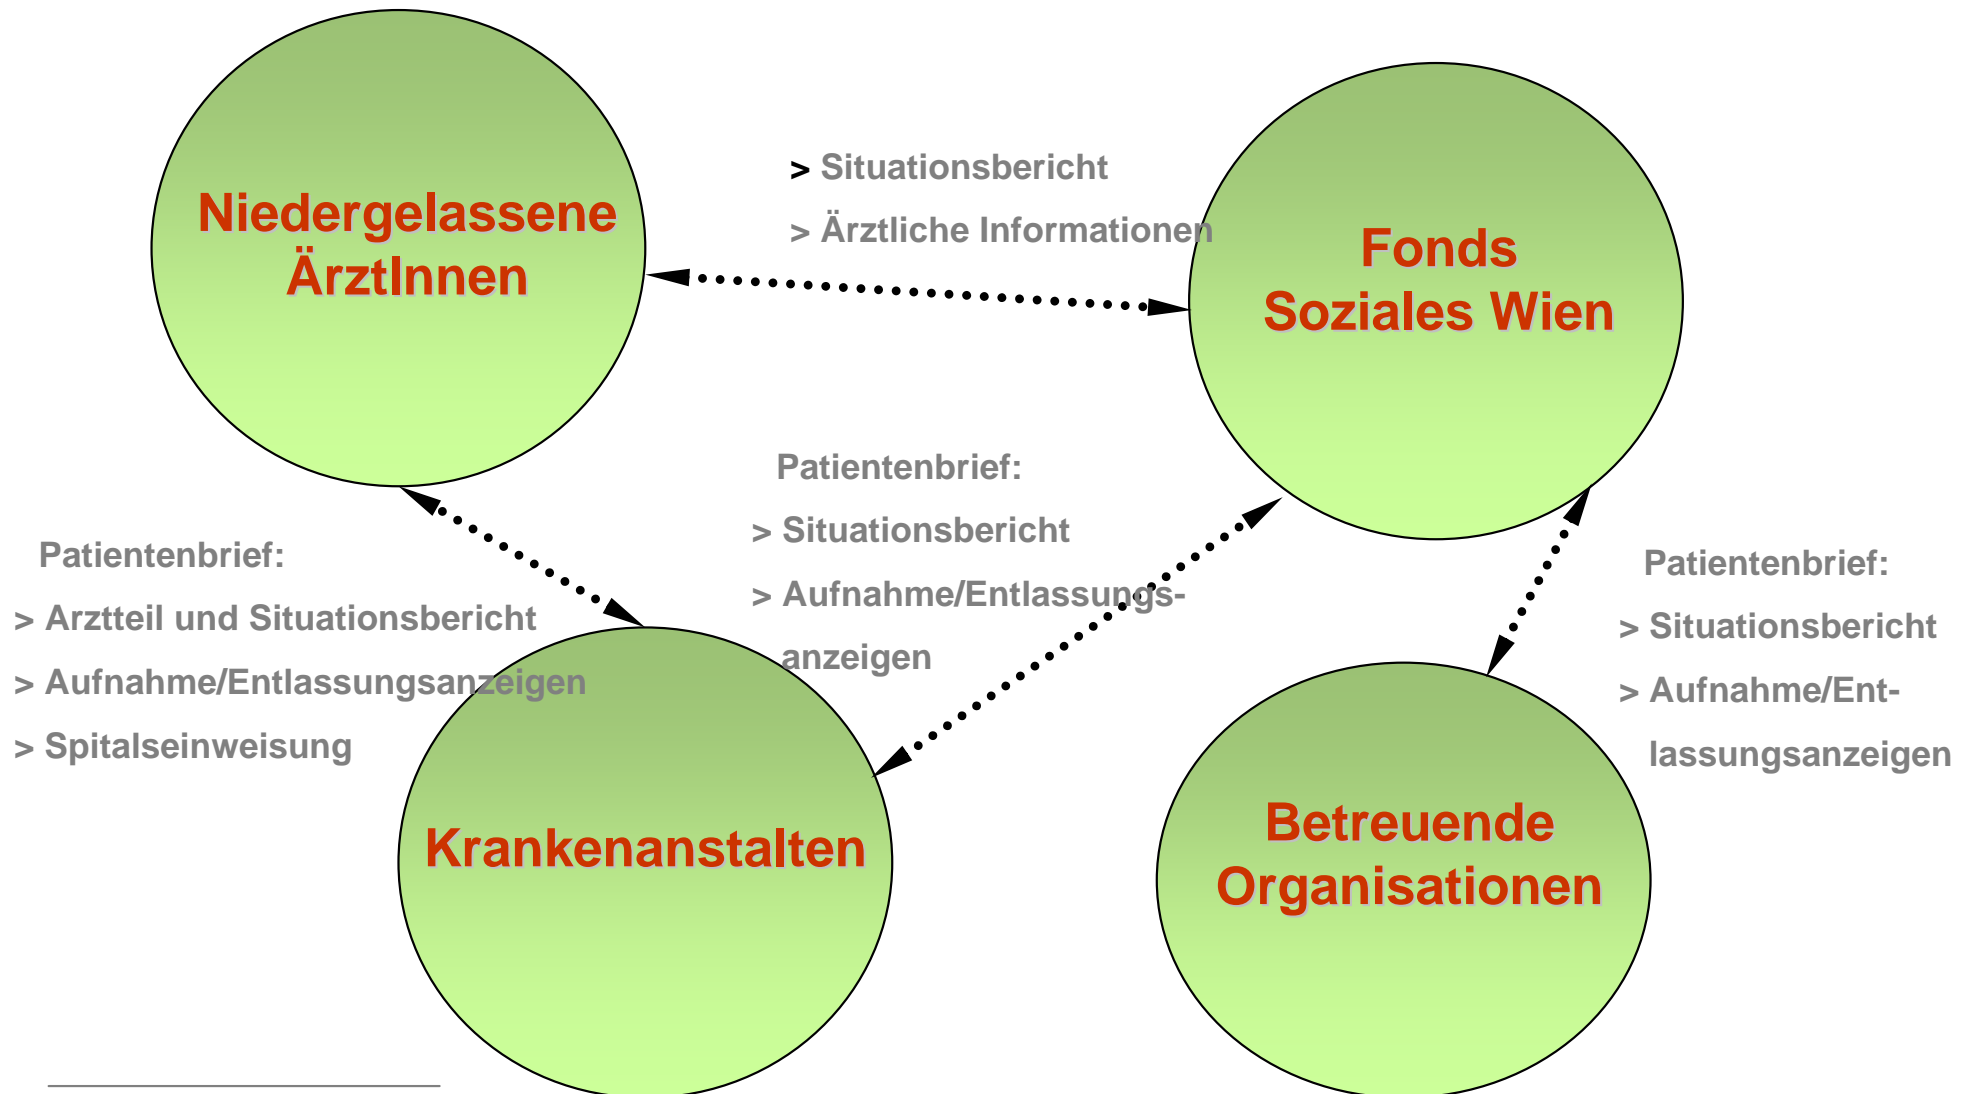 Niedergelassene
ÄrztInnen
> Situationsbericht
> Ärztliche Informationen
Fonds
Soziales Wien
Patientenbrief:
> Arztteil und Situationsbericht
> Aufnahme/Entlassungsanzeigen
> Spitalseinweisung
Patientenbrief:
> Situationsbericht
> Aufnahme/Entlassungs-
anzeigen
Patientenbrief:
> Situationsbericht
> Aufnahme/Ent-
lassungsanzeigen
Krankenanstalten
Betreuende
Organisationen